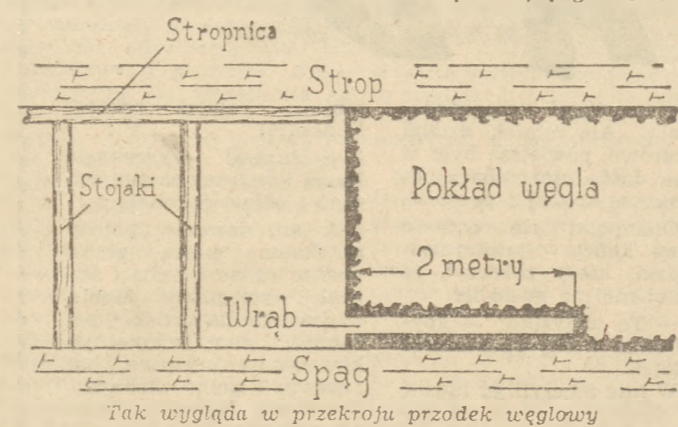 Stropnica
Strop
Stojaki
Pokład węgla
2 metry
Wrąb
Spąg
Tak wygląda w przekroju przodek węglowy